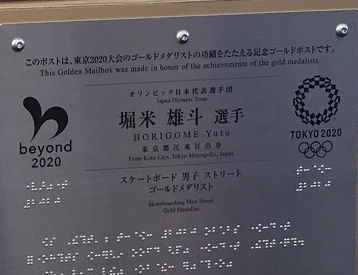 このポストは、東京2020大会のゴールドメダリストの功績をたたえる記念ゴールドポストです。
This Golden Mailbox was made in honor of the achievements of the gold medalists.
オリンピック日本代表選手団
Japan Olympic Team
堀米 雄斗 選手
HORIGOME Yuto
東京都江東区出身
From Koto City, Tokyo Metropolis, Japan
beyond
2020
TOKYO 2020
スケートボード 男子 ストリート
ゴールドメダリスト
Skateboarding Men Street
Gold Medalist